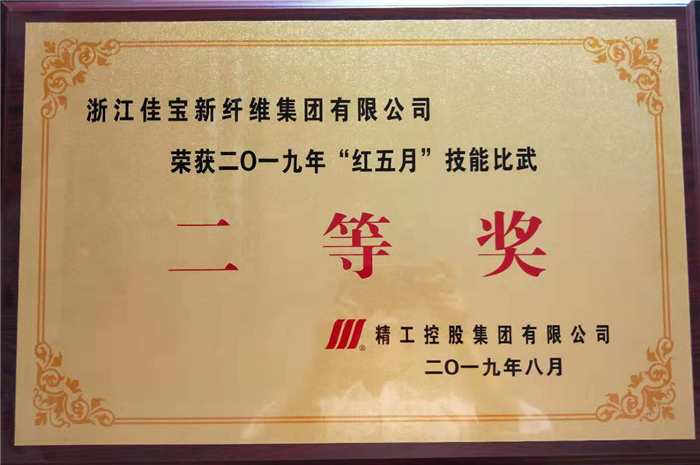 浙江佳宝新纤维集团有限公司
荣获二〇一九年“红五月”技能比武
二等奖
精工控股集团有限公司
二〇一九年八月